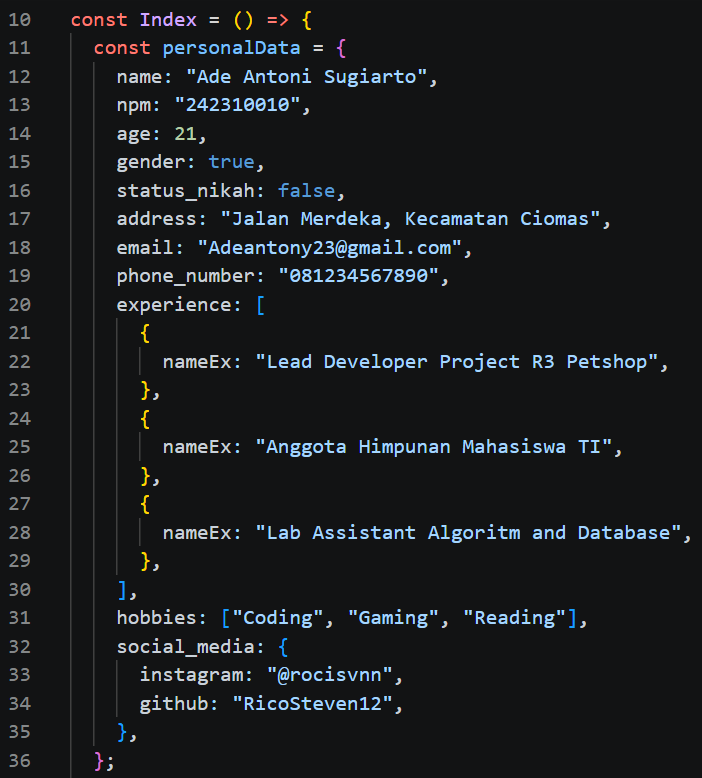 10 const Index = () => {
11 const personalData = {
12 name: "Ade Antoni Sugiarto",
13 npm: "242310010",
14 age: 21,
15 gender: true,
16 status_nikah: false,
17 address: "Jalan Merdeka, Kecamatan Ciomas",
18 email: "Adeantony23@gmail.com",
19 phone_number: "081234567890",
20 experience: [
21 {
22 nameEx: "Lead Developer Project R3 Petshop",
23 },
24 {
25 nameEx: "Anggota Himpunan Mahasiswa TI",
26 },
27 {
28 nameEx: "Lab Assistant Algoritm and Database",
29 },
30 ],
31 hobbies: ["Coding", "Gaming", "Reading"],
32 social_media: {
33 instagram: "@rocisvnn",
34 github: "RicoSteven12",
35 },
36 };